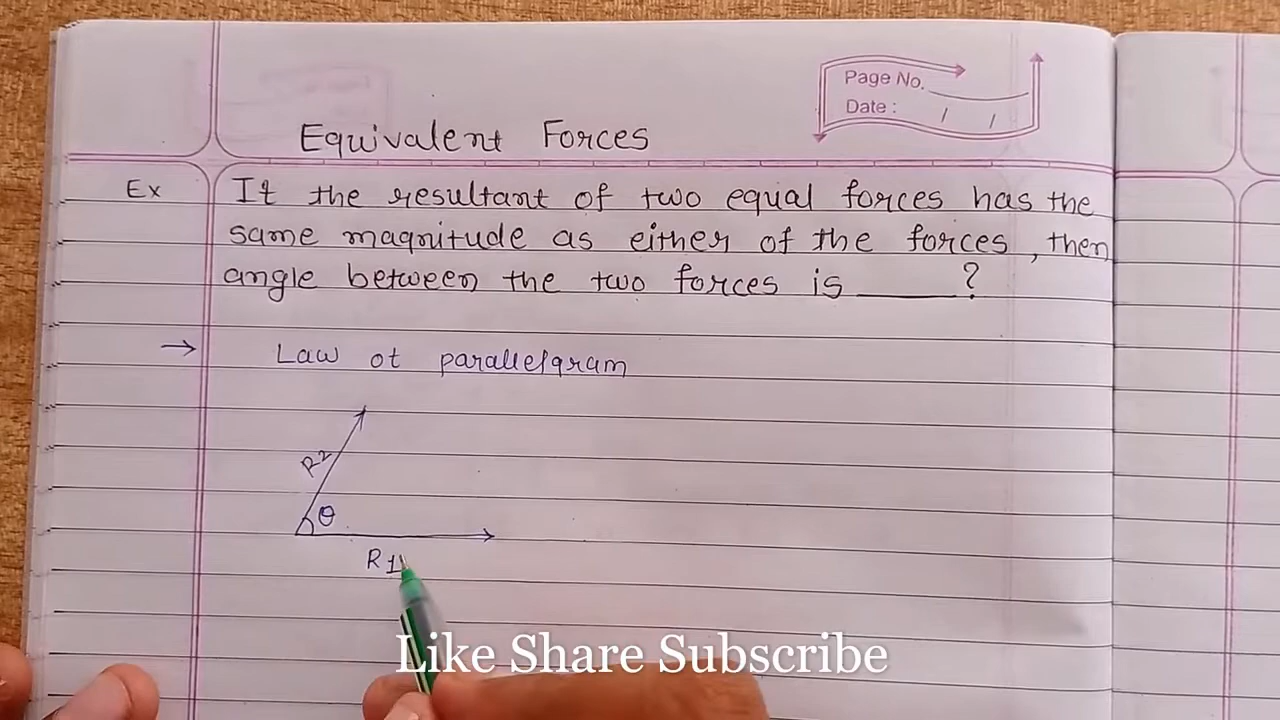 Page No.
Date : / /
Equivalent Forces
Ex
If the resultant of two equal forces has the
same magnitude as either of the forces, then
angle between the two forces is ____?
→ Law of parallelgram
R2
θ
R1
Like Share Subscribe